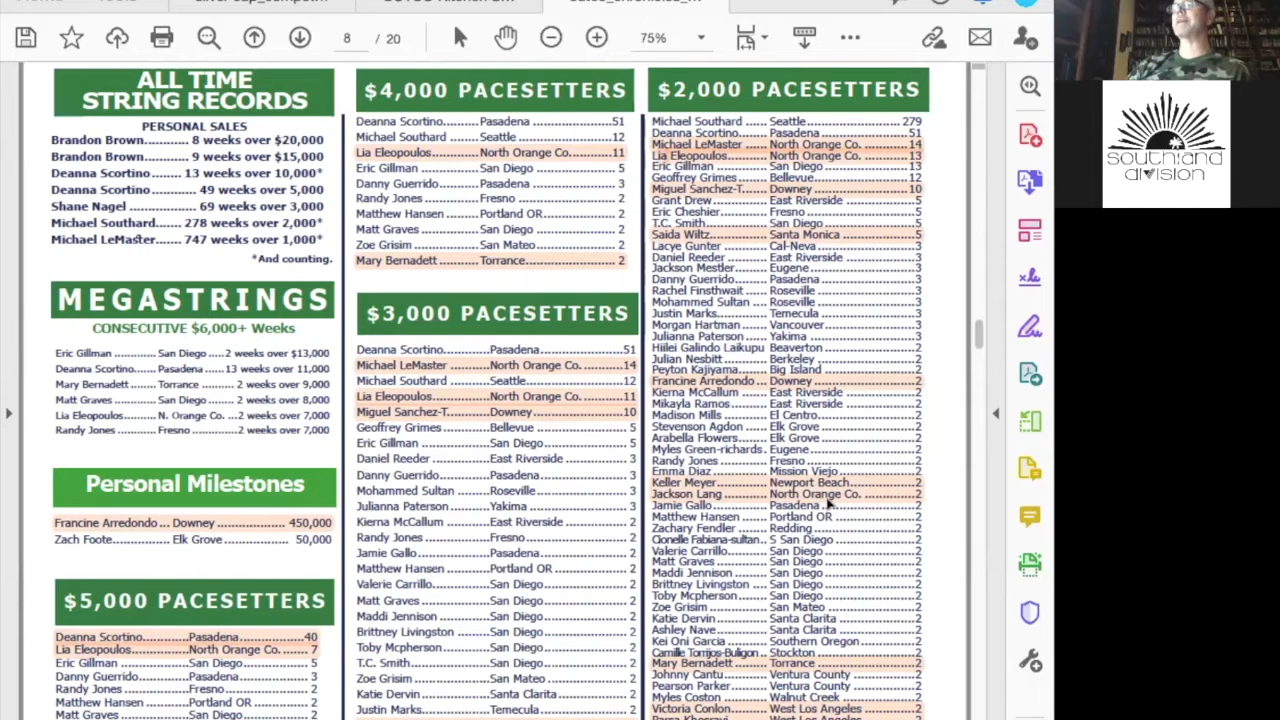 8 / 20
75%
ALL TIME
STRING RECORDS
PERSONAL SALES
Brandon Brown............ 8 weeks over $20,000
Brandon Brown............ 9 weeks over $15,000
Deanna Scortino........ 13 weeks over 10,000*
Deanna Scortino ........... 49 weeks over 5,000
Shane Nagel ................. 69 weeks over 3,000
Michael Southard...... 278 weeks over 2,000*
Michael LeMaster....... 747 weeks over 1,000*
*And counting.
MEGASTRINGS
CONSECUTIVE $6,000+ Weeks
Eric Gillman ............. San Diego ....2 weeks over $13,000
Deanna Scortino....... Pasadena .....13 weeks over 11,000
Mary Bernadett ........ Torrance ...... 2 weeks over 9,000
Matt Graves ............. San Diego .... 2 weeks over 8,000
Lia Eleopoulos.......... N. Orange Co. ...2 weeks over 7,000
Randy Jones ............ Fresno ..........2 weeks over 7,000
Personal Milestones
Francine Arredondo ... Downey ..................... 450,000
Zach Foote................ Elk Grove .................... 50,000
$5,000 PACESETTERS
Deanna Scortino............Pasadena......................40
Lia Eleopoulos...............North Orange Co. ........ 7
Eric Gillman ..................San Diego ................... 5
Danny Guerrido.............Pasadena..................... 3
Randy Jones.................Fresno ........................ 2
Matthew Hansen ..........Portland OR ................ 2
Matt Graves..................San Diego ................... 2
$4,000 PACESETTERS
Deanna Scortino............Pasadena......................51
Michael Southard ..........Seattle.........................12
Lia Eleopoulos...............North Orange Co..........11
Eric Gillman ..................San Diego ................... 5
Danny Guerrido.............Pasadena..................... 3
Randy Jones .................Fresno ........................ 2
Matthew Hansen ...........Portland OR ................ 2
Matt Graves ..................San Diego ................... 2
Zoe Grisim ....................San Mateo ................... 2
Mary Bernadett .............Torrance...................... 2
$3,000 PACESETTERS
Deanna Scortino............Pasadena......................51
Michael LeMaster...........North Orange Co. ........14
Michael Southard ..........Seattle.........................12
Lia Eleopoulos...............North Orange Co. ........11
Miguel Sanchez-T...........Downey .......................10
Geoffrey Grimes ............Bellevue ...................... 5
Eric Gillman ..................San Diego.................... 5
Daniel Reeder ...............East Riverside .............. 3
Danny Guerrido.............Pasadena..................... 3
Mohammed Sultan ........Roseville...................... 3
Julianna Paterson ..........Yakima ........................ 3
Kierna McCallum ...........East Riverside .............. 2
Randy Jones .................Fresno......................... 2
Jamie Gallo...................Pasadena..................... 2
Matthew Hansen ...........Portland OR ................. 2
Valerie Carrillo...............San Diego.................... 2
Matt Graves ..................San Diego.................... 2
Maddi Jennison .............San Diego.................... 2
Brittney Livingston ........San Diego.................... 2
Toby Mcpherson............San Diego.................... 2
T.C. Smith....................San Diego.................... 2
Zoe Grisim ....................San Mateo ................... 2
Katie Dervin ..................Santa Clarita................ 2
Justin Marks..................Temecula..................... 2
$2,000 PACESETTERS
Michael Southard .... Seattle ........................... 279
Deanna Scortino...... Pasadena .........................51
Michael LeMaster ..... North Orange Co. ............14
Lia Eleopoulos......... North Orange Co. ............13
Eric Gillman ............ San Diego .......................13
Geoffrey Grimes ...... Bellevue .........................12
Miguel Sanchez-T..... Downey ..........................10
Grant Drew ............. East Riverside ..................5
Eric Cheshier........... Fresno .............................5
T.C. Smith .............. San Diego ........................5
Saida Wiltz.............. Santa Monica ...................5
Lacye Gunter .......... Cal-Neva .........................3
Daniel Reeder ......... East Riverside ..................3
Jackson Mestler....... Eugene ............................3
Danny Guerrido....... Pasadena .........................3
Rachel Finsthwait .... Roseville ..........................3
Mohammed Sultan .. Roseville ..........................3
Justin Marks............ Temecula .........................3
Morgan Hartman ..... Vancouver .......................3
Julianna Paterson .... Yakima ............................3
Hiilei Galindo Laikupu Beaverton .......................2
Julian Nesbitt .......... Berkeley ..........................2
Peyton Kajiyama...... Big Island ........................2
Francine Arredondo . Downey ...........................2
Kierna McCallum ..... East Riverside ..................2
Mikayla Ramos ........ East Riverside ..................2
Madison Mills .......... El Centro .........................2
Stevenson Agdon .... Elk Grove .........................2
Arabella Flowers...... Elk Grove .........................2
Myles Green-richards . Eugene ..........................2
Randy Jones ........... Fresno .............................2
Emma Diaz ............. Mission Viejo ....................2
Keller Meyer............ Newport Beach.................2
Jackson Lang .......... North Orange Co. .............2
Jamie Gallo ............. Pasadena .........................2
Matthew Hansen ..... Portland OR .....................2
Zachary Fendler ...... Redding ...........................2
Clonelle Fabiana-sultan.. S San Diego ................2
Valerie Carrillo......... San Diego ........................2
Matt Graves ............ San Diego ........................2
Maddi Jennison ....... San Diego ........................2
Brittney Livingston .. San Diego ........................2
Toby Mcpherson...... San Diego ........................2
Zoe Grisim .............. San Mateo .......................2
Katie Dervin ............ Santa Clarita ....................2
Ashley Nave ........... Santa Clarita ....................2
Kei Oni Garcia ......... Southern Oregon ..............2
Camille Torrijos-Buligon .. Stockton ....................2
Mary Bernadett ....... Torrance ..........................2
Johnny Cantu .......... Ventura County ................2
Pearson Parker........ Ventura County ................2
Myles Coston .......... Walnut Creek ...................2
Victoria Conlon........ West Los Angeles .............2
southland
division